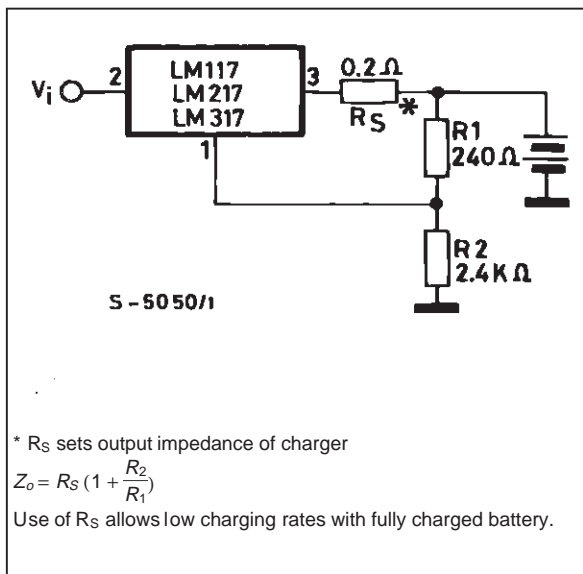 LM117
LM217
LM317
Vi
2
3
1
0.2 Ω
RS
*
R1
240 Ω
R2
2.4K Ω
S-5050/1
* RS sets output impedance of charger
Zo = RS (1 + R2/R1)
Use of RS allows low charging rates with fully charged battery.